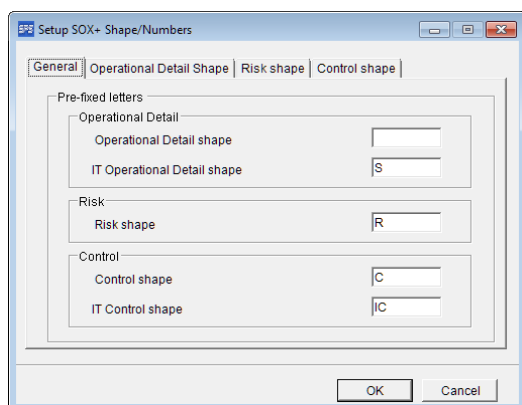 SPS Setup SOX+ Shape/Numbers
General Operational Detail Shape Risk shape Control shape
Pre-fixed letters
Operational Detail
Operational Detail shape
IT Operational Detail shape S
Risk
Risk shape R
Control
Control shape C
IT Control shape IC
OK Cancel